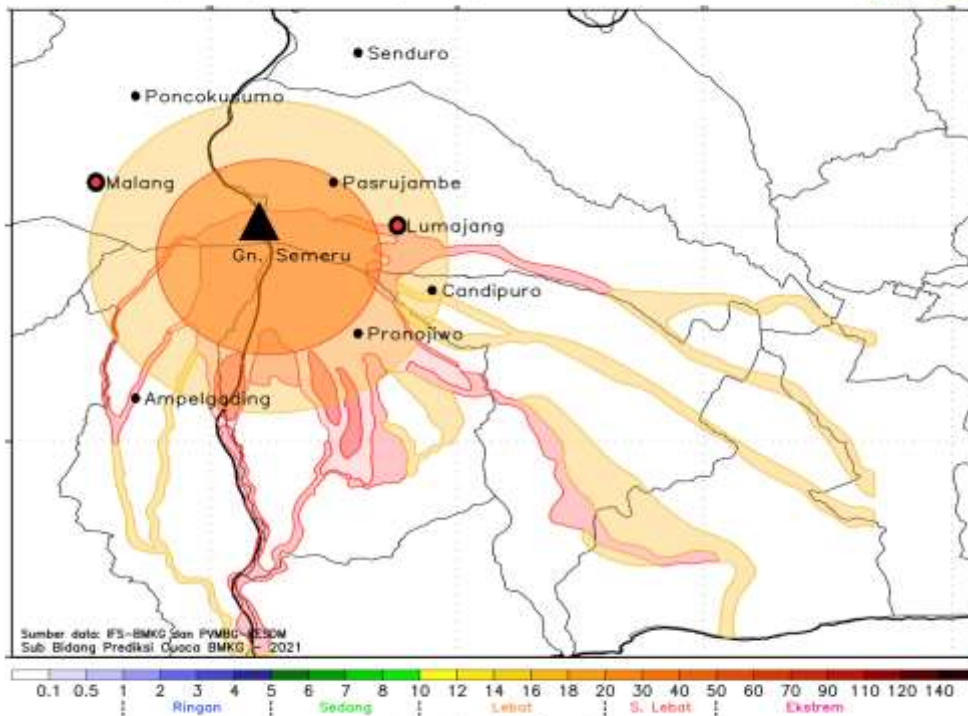 Senduro
Poncokusumo
Malang
Pasrujambe
Lumajang
Gn. Semeru
Candipuro
Pronojiwo
Ampelgading
Sumber data: IFS-BMKG dan PVMBG-KESDM
Sub Bidang Prediksi Cuaca BMKG - 2021
0.1 0.5 1 2 3 4 5 6 7 8 10 12 14 16 18 20 30 40 50 60 70 90 110 120 140
Ringan Sedang Lebat S. Lebat Ekstrem